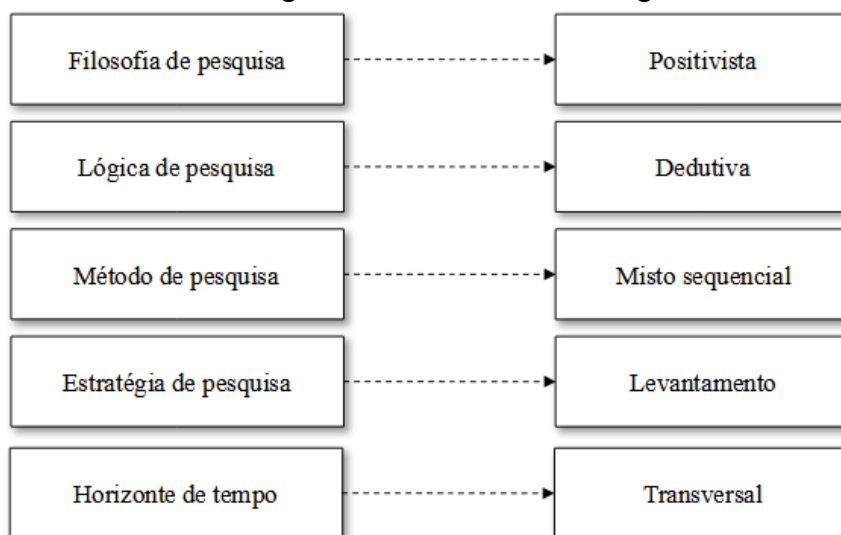 Filosofia de pesquisa
Positivista
Lógica de pesquisa
Dedutiva
Método de pesquisa
Misto sequencial
Estratégia de pesquisa
Levantamento
Horizonte de tempo
Transversal